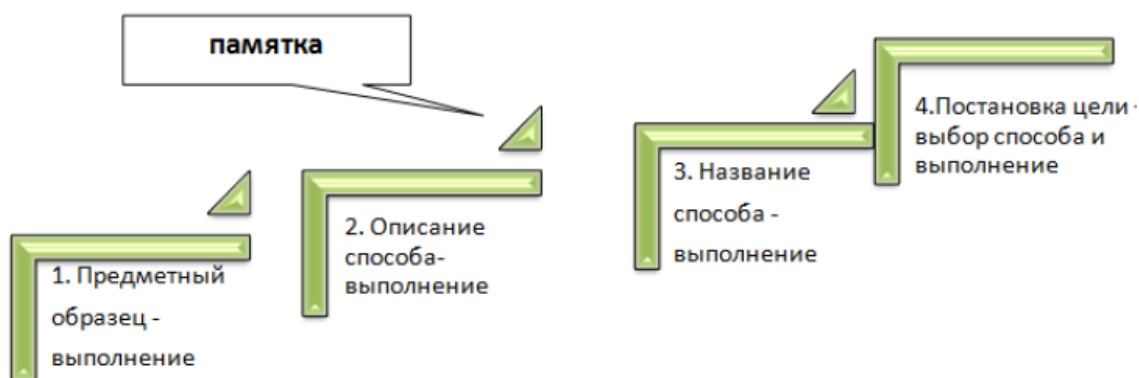 памятка
1. Предметный
образец -
выполнение
2. Описание
способа-
выполнение
3. Название
способа -
выполнение
4.Постановка цели -
выбор способа и
выполнение